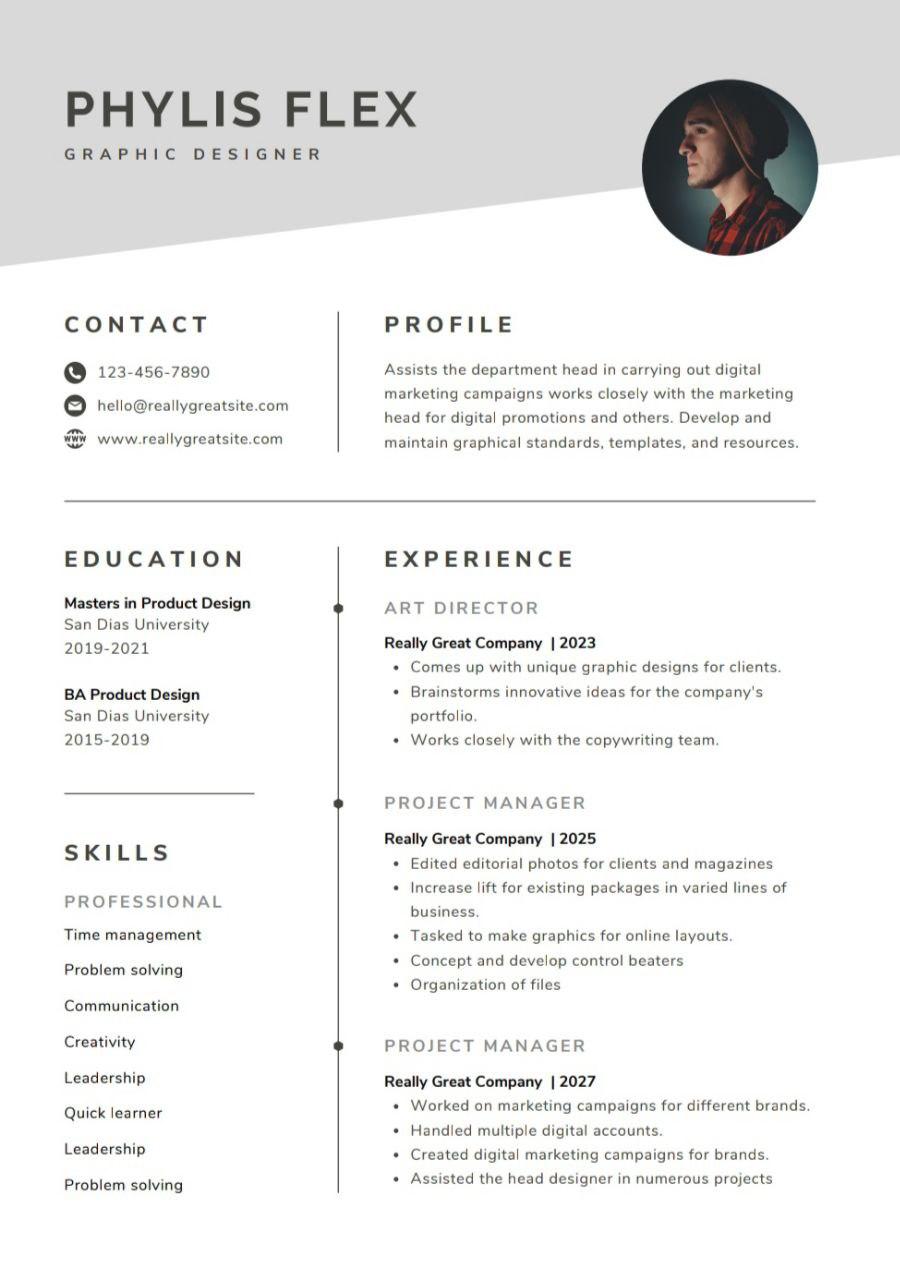 PHYLIS FLEX
GRAPHIC DESIGNER
CONTACT
123-456-7890
hello@reallygreatsite.com
www.reallygreatsite.com
PROFILE
Assists the department head in carrying out digital
marketing campaigns works closely with the marketing
head for digital promotions and others. Develop and
maintain graphical standards, templates, and resources.
EDUCATION
Masters in Product Design
San Dias University
2019-2021
BA Product Design
San Dias University
2015-2019
SKILLS
PROFESSIONAL
Time management
Problem solving
Communication
Creativity
Leadership
Quick learner
Leadership
Problem solving
EXPERIENCE
ART DIRECTOR
Really Great Company | 2023
• Comes up with unique graphic designs for clients.
• Brainstorms innovative ideas for the company's
portfolio.
• Works closely with the copywriting team.
PROJECT MANAGER
Really Great Company | 2025
• Edited editorial photos for clients and magazines
• Increase lift for existing packages in varied lines of
business.
• Tasked to make graphics for online layouts.
• Concept and develop control beaters
• Organization of files
PROJECT MANAGER
Really Great Company | 2027
• Worked on marketing campaigns for different brands.
• Handled multiple digital accounts.
• Created digital marketing campaigns for brands.
• Assisted the head designer in numerous projects